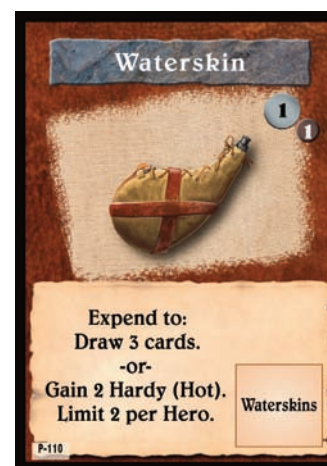 Waterskin
1
1
Expend to:
Draw 3 cards.
-or-
Gain 2 Hardy (Hot).
Limit 2 per Hero.
Waterskins
P-110